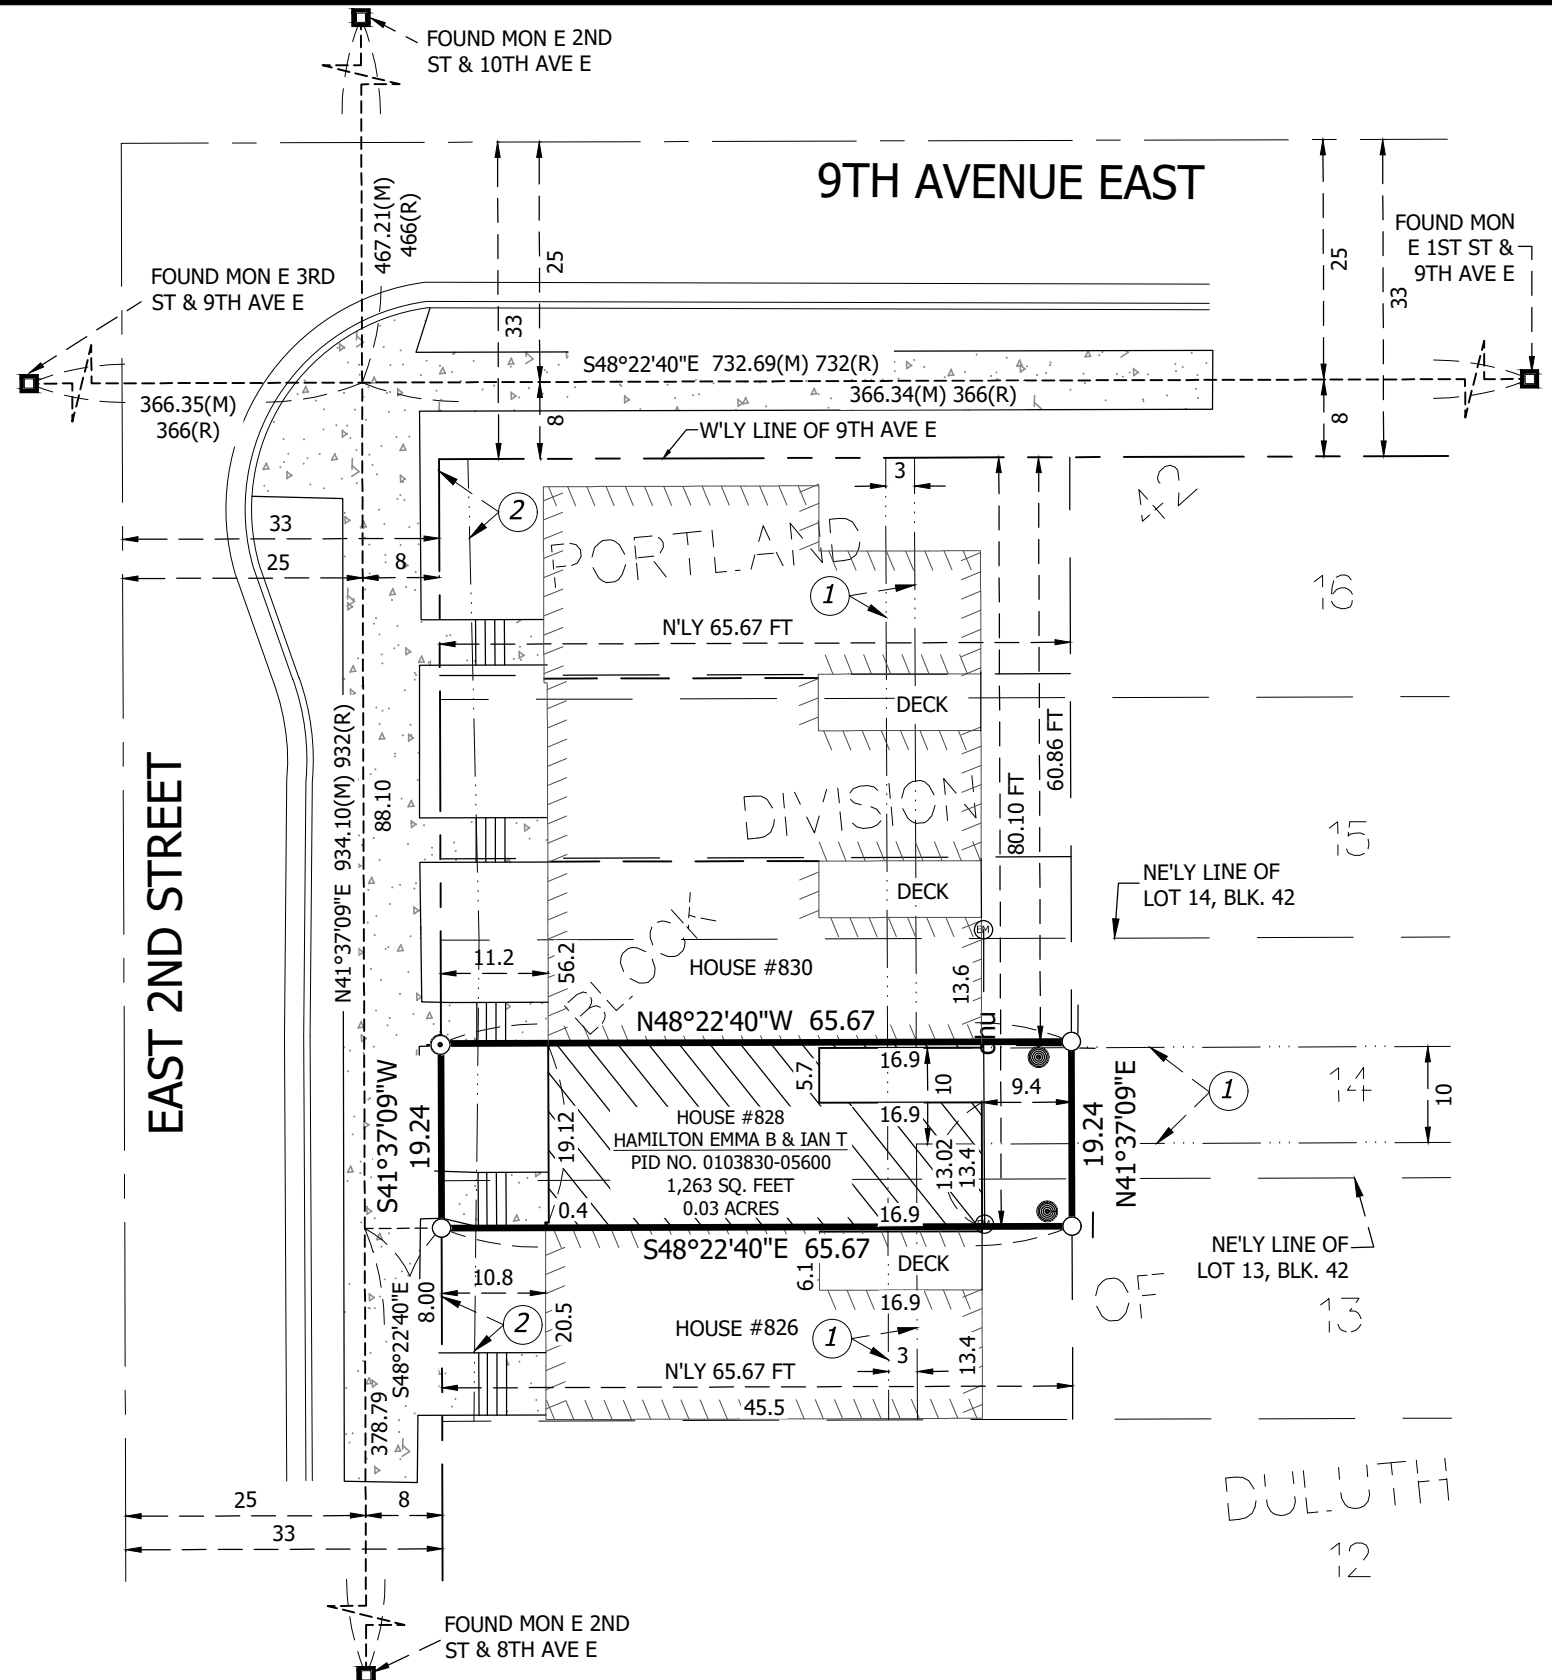 FOUND MON E 2ND
ST & 10TH AVE E
9TH AVENUE EAST
467.21(M)
466(R)
25
33
25
33
FOUND MON
E 1ST ST &
9TH AVE E
FOUND MON E 3RD
ST & 9TH AVE E
S48°22'40"E 732.69(M) 732(R)
366.35(M)
366(R)
366.34(M) 366(R)
8
8
W'LY LINE OF 9TH AVE E
3
42
2
33
25
8
PORTLAND
1
16
N'LY 65.67 FT
DECK
N41°37'09"E 934.10(M) 932(R)
88.10
60.86 FT
80.10 FT
EAST 2ND STREET
DIVISION
15
DECK
NE'LY LINE OF
LOT 14, BLK. 42
EM
BLOCK
11.2
56.2
HOUSE #830
13.6
N48°22'40"W 65.67
ohu
S41°37'09"W
19.24
5.7
16.9
10
9.4
1
14
10
19.12
HOUSE #828
HAMILTON EMMA B & IAN T
PID NO. 0103830-05600
1,263 SQ. FEET
0.03 ACRES
16.9
13.02
13.4
19.24
N41°37'09"E
0.4
16.9
S48°22'40"E 65.67
NE'LY LINE OF
LOT 13, BLK. 42
S48°22'40"E
8.00
10.8
6.1
DECK
16.9
OF
13
2
20.5
HOUSE #826
1
3
13.4
N'LY 65.67 FT
45.5
378.79
25
8
33
DULUTH
12
FOUND MON E 2ND
ST & 8TH AVE E